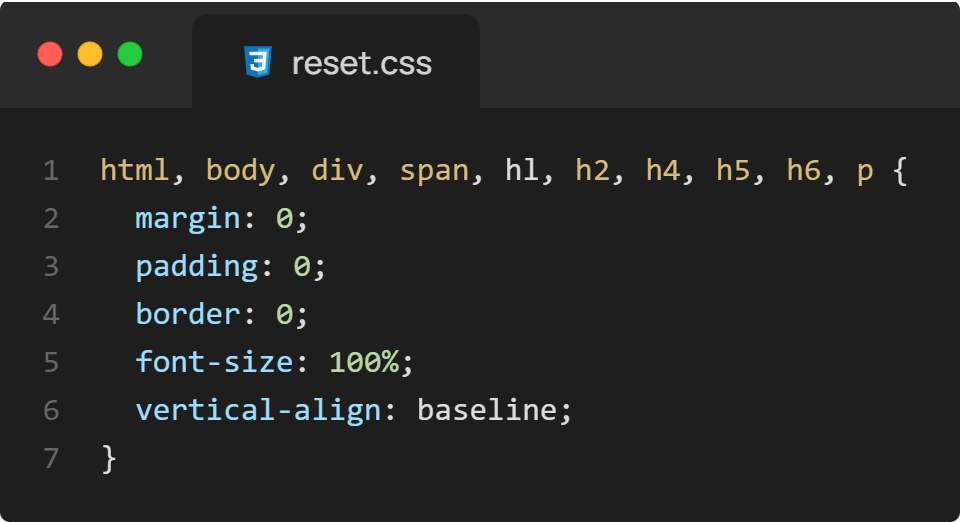 reset.css
1 html, body, div, span, hl, h2, h4, h5, h6, p {
2   margin: 0;
3   padding: 0;
4   border: 0;
5   font-size: 100%;
6   vertical-align: baseline;
7 }